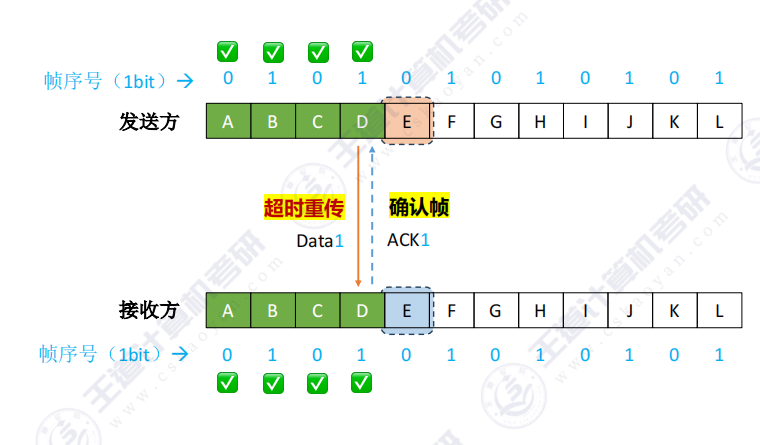 帧序号（1bit）→ 0 1 0 1 0 1 0 1 0 1 0 1
发送方 A B C D E F G H I J K L
超时重传 确认帧
Data1 ACK1
接收方 A B C D E F G H I J K L
帧序号（1bit）→ 0 1 0 1 0 1 0 1 0 1 0 1
王道计算机考研
www.cskaoyan.com